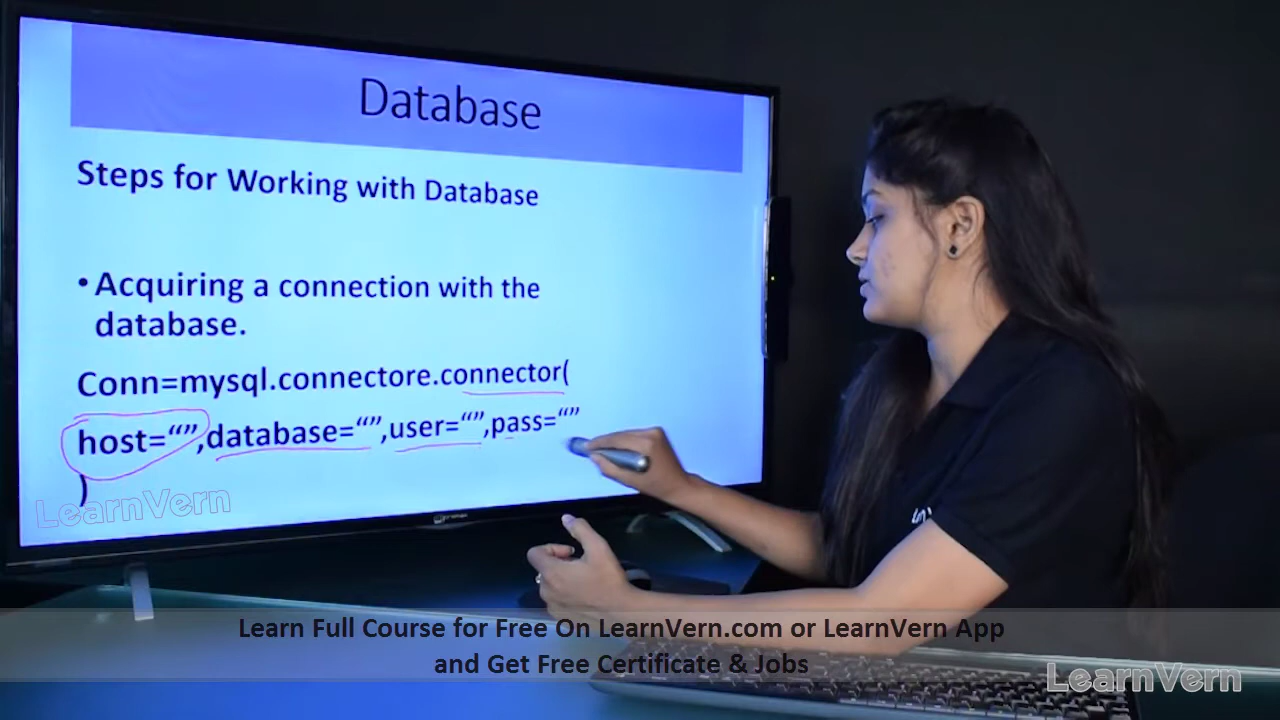 Database
Steps for Working with Database
• Acquiring a connection with the
database.
Conn=mysql.connectore.connector(
host=“”,database=“”,user=“”,pass=“”
)
LearnVern
Learn Full Course for Free On LearnVern.com or LearnVern App
and Get Free Certificate & Jobs
LearnVern